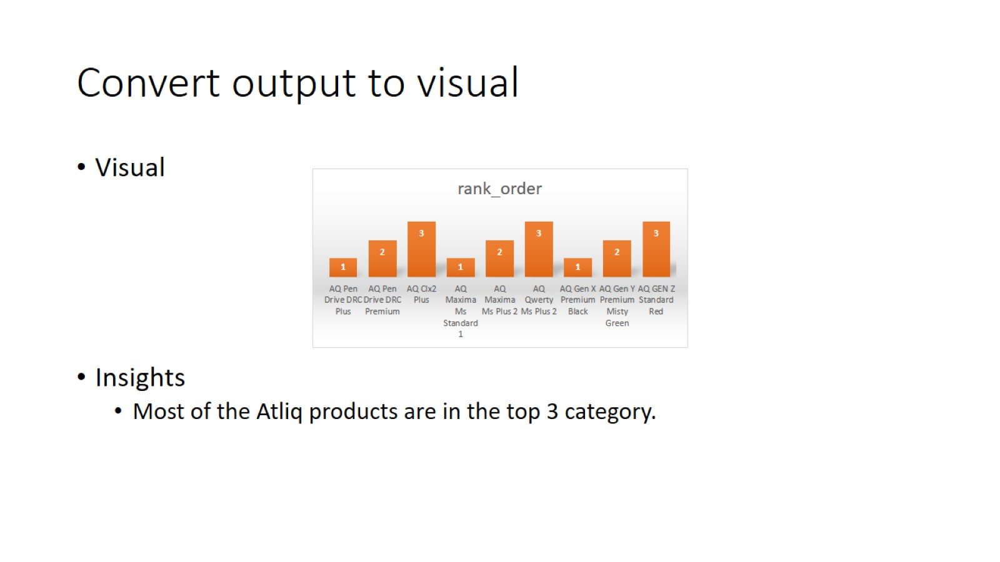 Convert output to visual
• Visual
rank_order
3
3
3
2
2
2
1
1
1
AQ Pen Drive DRC Plus
AQ Pen Drive DRC Premium
AQ Clx2 Plus
AQ Maxima Ms Standard 1
AQ Maxima Ms Plus 2
AQ Qwerty Ms Plus 2
AQ Gen X Premium Black
AQ Gen Y Premium Misty Green
AQ GEN Z Standard Red
• Insights
• Most of the Atliq products are in the top 3 category.